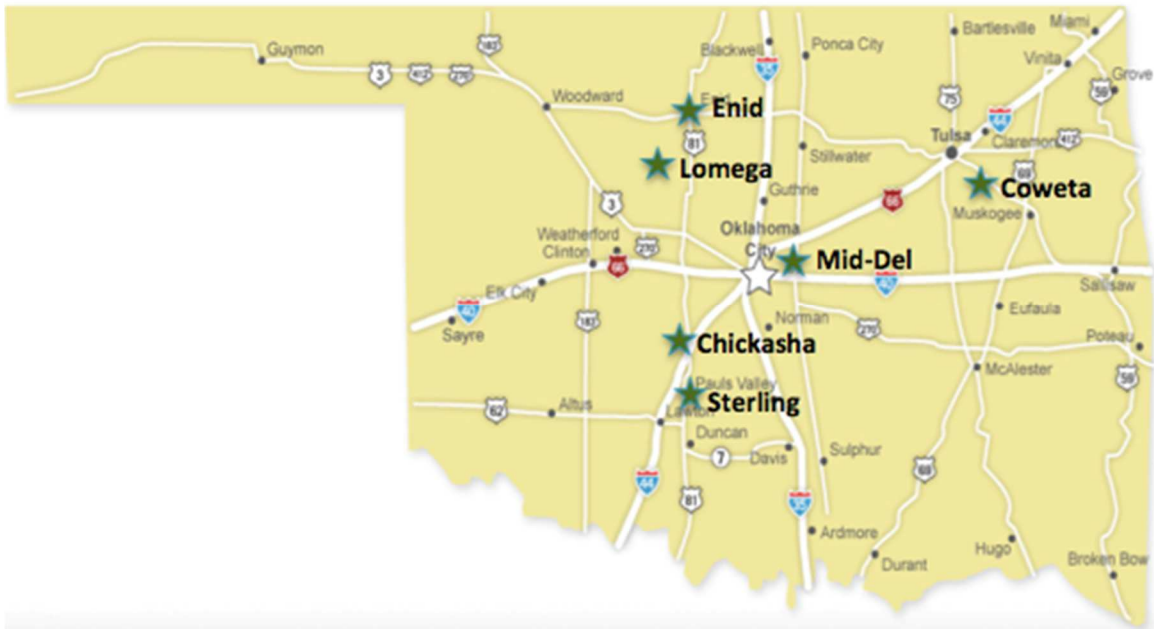 Miami
Bartlesville
Blackwell
Ponca City
183
Guymon
Vinita
35
3
412
270
Grove
59
Woodward
Enid
Enid
75
44
Tulsa
Claremore
412
81
Stillwater
Lomega
69
Coweta
Guthrie
66
3
Muskogee
Oklahoma
City
Weatherford
Clinton
270
66
Mid-Del
40
Sallisaw
Elk City
40
Eufaula
Sayre
183
Norman
270
Poteau
Chickasha
McAlester
59
Pauls Valley
Sterling
62
Altus
Lawton
Duncan
7
Davis
Sulphur
69
44
81
35
Ardmore
Hugo
Durant
Broken Bow